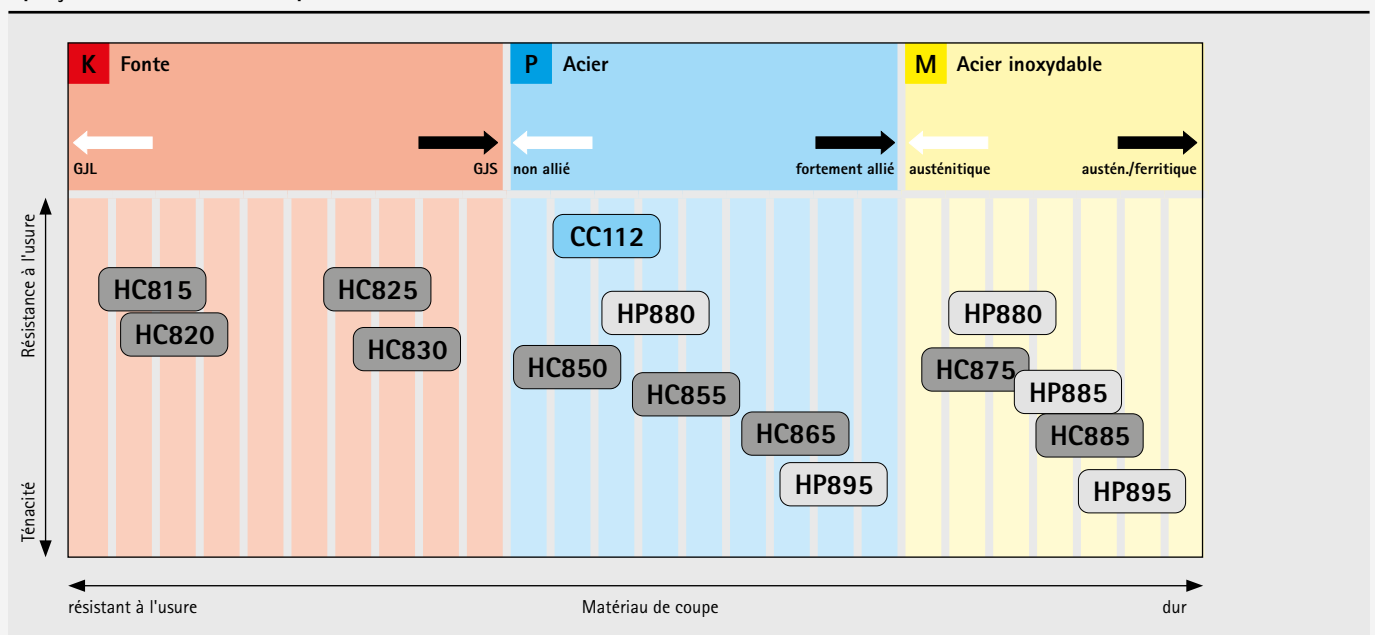 K Fonte
P Acier
M Acier inoxydable
GJL
GJS
non allié
fortement allié
austénitique
austén./ferritique
Résistance à l'usure
Ténacité
CC112
HC815
HC825
HP880
HP880
HC820
HC830
HC850
HC875
HC855
HP885
HC865
HC885
HP895
HP895
résistant à l'usure
Matériau de coupe
dur